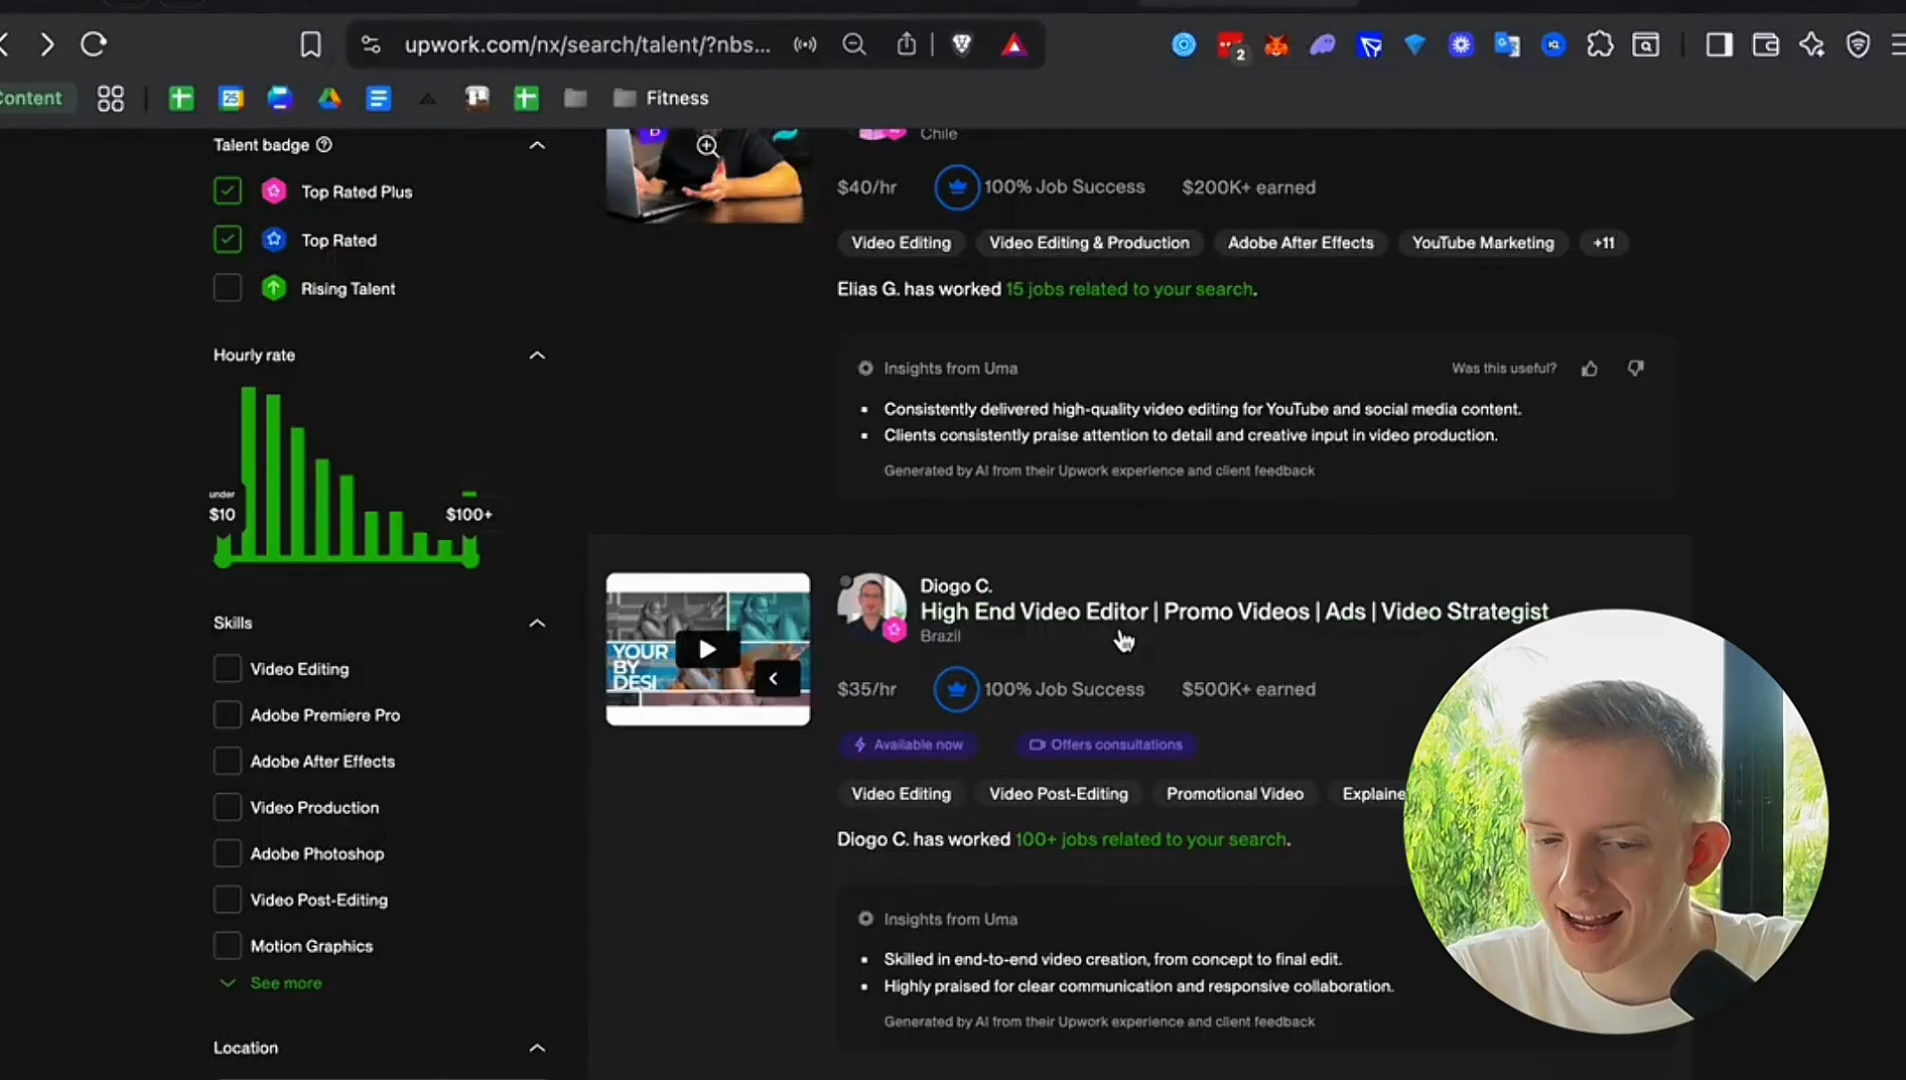 upwork.com/nx/search/talent/?nbs...
2
Content
25
Fitness
Talent badge
Top Rated Plus
Top Rated
Rising Talent
Hourly rate
under
$10
$100+
Skills
Video Editing
Adobe Premiere Pro
Adobe After Effects
Video Production
Adobe Photoshop
Video Post-Editing
Motion Graphics
See more
Location
B
Chile
$40/hr
100% Job Success
$200K+ earned
Video Editing
Video Editing & Production
Adobe After Effects
YouTube Marketing
+11
Elias G. has worked 15 jobs related to your search.
Insights from Uma
Was this useful?
Consistently delivered high-quality video editing for YouTube and social media content.
Clients consistently praise attention to detail and creative input in video production.
Generated by AI from their Upwork experience and client feedback
YOUR
BY
DESI
Diogo C.
High End Video Editor | Promo Videos | Ads | Video Strategist
Brazil
$35/hr
100% Job Success
$500K+ earned
Available now
Offers consultations
Video Editing
Video Post-Editing
Promotional Video
Explaine
Diogo C. has worked 100+ jobs related to your search.
Insights from Uma
Skilled in end-to-end video creation, from concept to final edit.
Highly praised for clear communication and responsive collaboration.
Generated by AI from their Upwork experience and client feedback